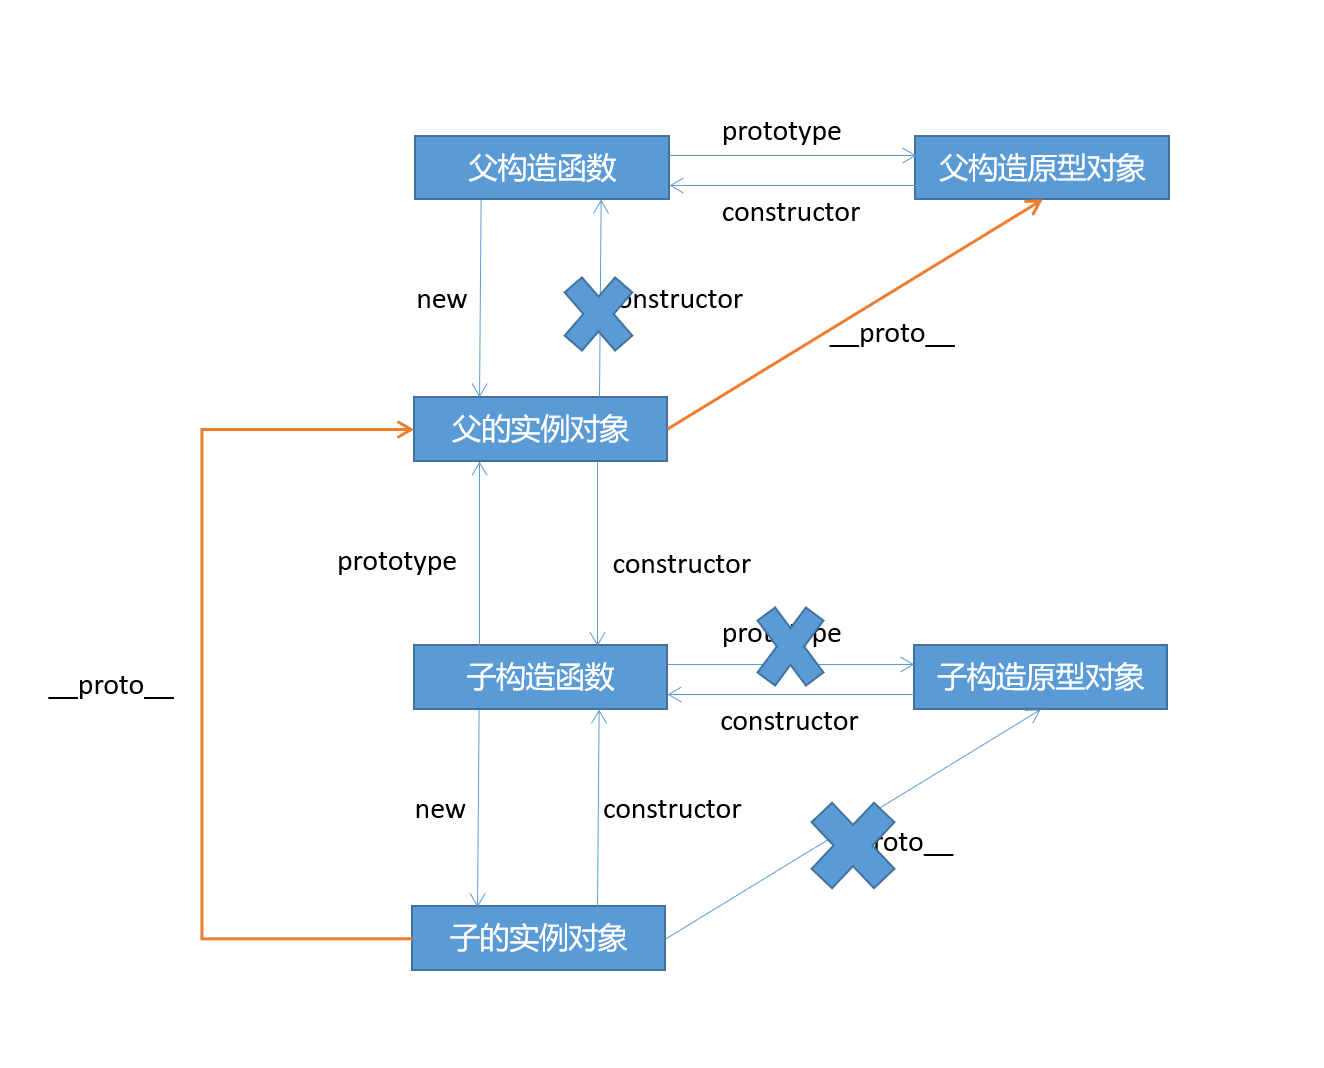 prototype
父构造函数
父构造原型对象
constructor
new
onstructor
__proto__
父的实例对象
prototype
constructor
子构造函数
子构造原型对象
__proto__
constructor
new
constructor
roto__
子的实例对象